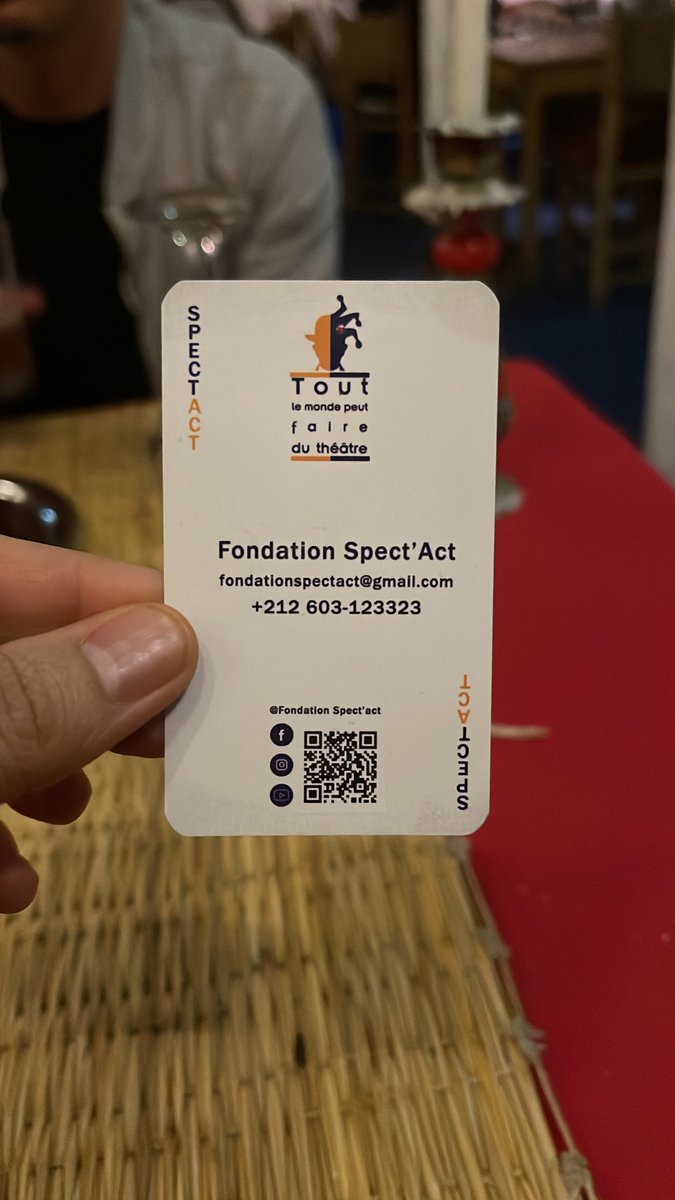 SPECTACT
Tout
le monde peut
faire
du théâtre
Fondation Spect'Act
fondationspectact@gmail.com
+212 603-123323
@Fondation Spect'act
SPECTACT